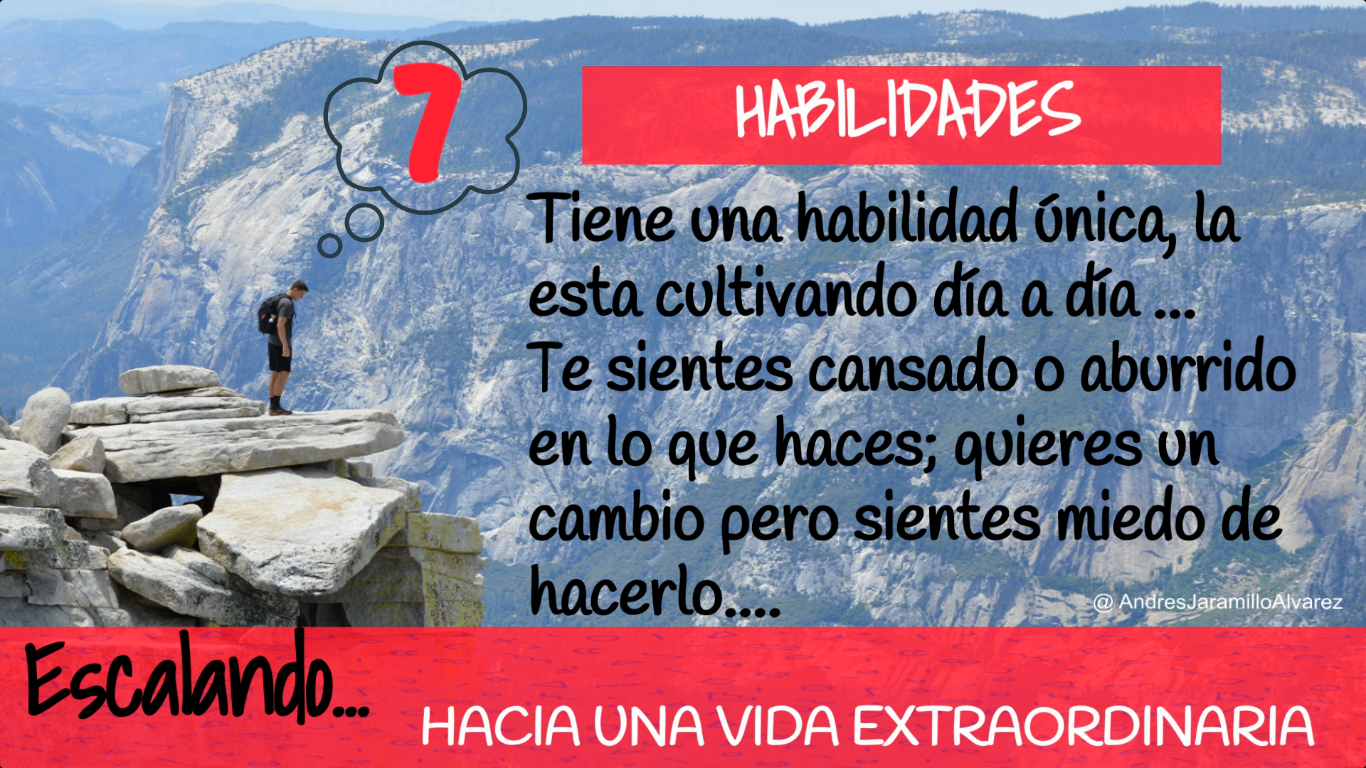 7
HABILIDADES
Tiene una habilidad única, la
esta cultivando día a día ...
Te sientes cansado o aburrido
en lo que haces; quieres un
cambio pero sientes miedo de
hacerlo....
@ AndresJaramilloAlvarez
Escalando...
HACIA UNA VIDA EXTRAORDINARIA